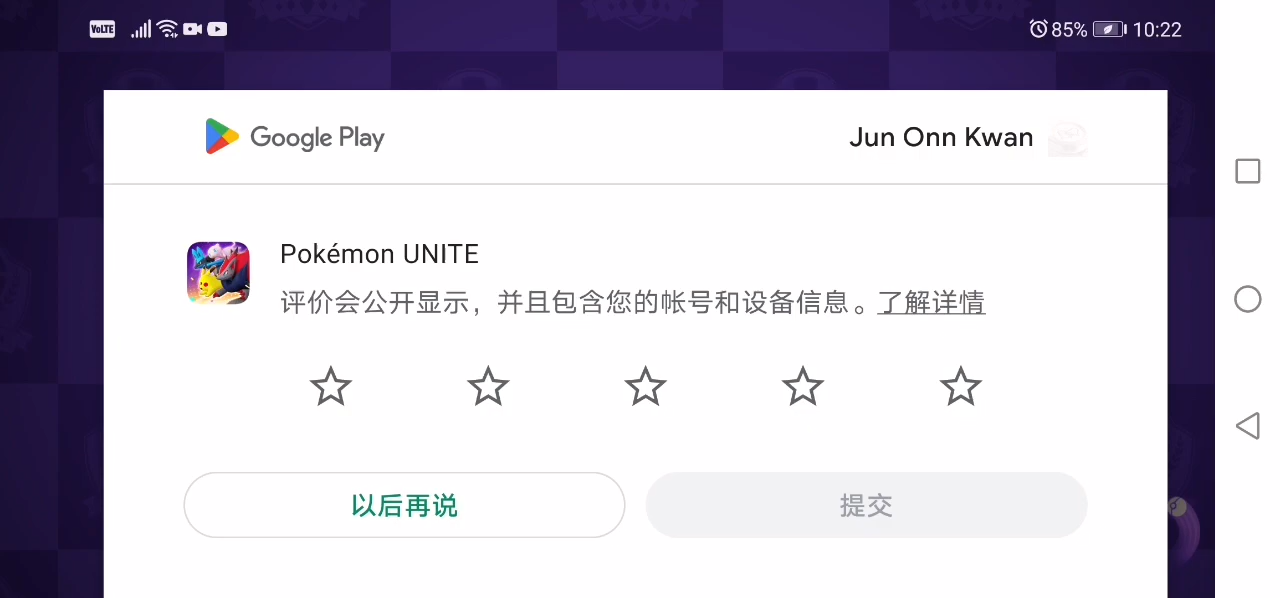 VoLTE 85% 10:22
Google Play Jun Onn Kwan
Pokémon UNITE
评价会公开显示，并且包含您的帐号和设备信息。了解详情
以后再说 提交